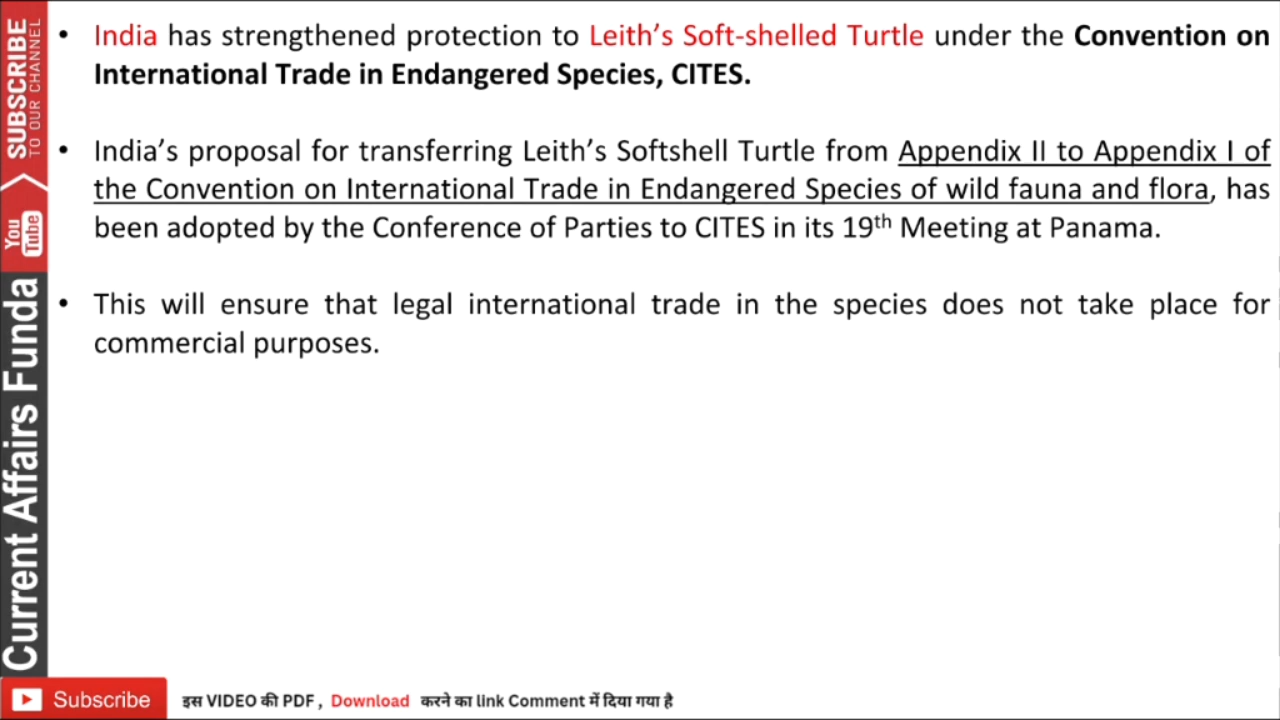 • India has strengthened protection to Leith’s Soft-shelled Turtle under the Convention on
International Trade in Endangered Species, CITES.
• India’s proposal for transferring Leith’s Softshell Turtle from Appendix II to Appendix I of
the Convention on International Trade in Endangered Species of wild fauna and flora, has
been adopted by the Conference of Parties to CITES in its 19th Meeting at Panama.
• This will ensure that legal international trade in the species does not take place for
commercial purposes.
SUBSCRIBE
TO OUR CHANNEL
You
Tube
Current Affairs Funda
Subscribe
इस VIDEO की PDF , Download करने का link Comment में दिया गया है